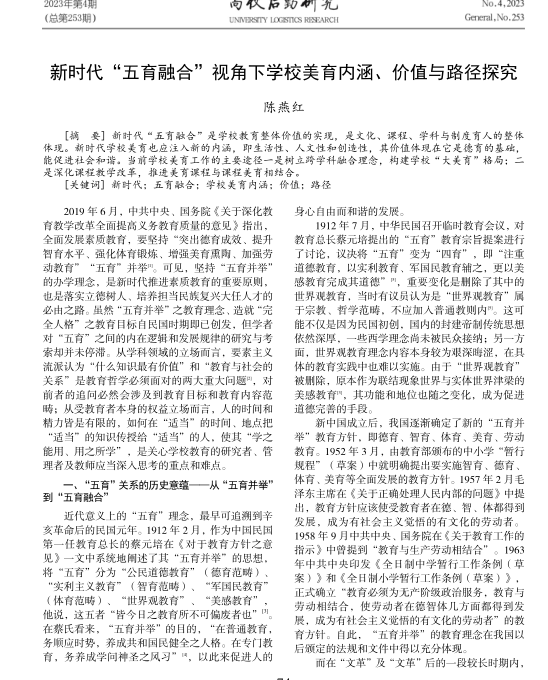 2023年第4期
(总第253期)
高校后勤研究
UNIVERSITY LOGISTICS RESEARCH
No.4,2023
General,No.253
新时代“五育融合”视角下学校美育内涵、价值与路径探究
陈燕红
[摘　要] 新时代“五育融合”是学校教育整体价值的实现，是文化、课程、学科与制度育人的整体
体现。新时代学校美育也应注入新的内涵，即生活性、人文性和创造性，其价值体现在它是德育的基础，
能促进社会和谐。当前学校美育工作的主要途径一是树立跨学科融合理念，构建学校“大美育”格局；二
是深化课程教学改革，推进美育课程与课程美育相结合。
[关键词] 新时代；五育融合；学校美育内涵；价值；路径
2019 年 6 月，中共中央、国务院《关于深化教
育教学改革全面提高义务教育质量的意见》指出，
全面发展素质教育，要坚持“突出德育成效、提升
智育水平、强化体育锻炼、增强美育熏陶、加强劳
动教育”“五育”并举[1]。可见，坚持“五育并举”
的办学理念，是新时代推进素质教育的重要原则，
也是落实立德树人、培养担当民族复兴大任人才的
必由之路。虽然“五育并举”之教育理念、造就“完
全人格”之教育目标自民国时期即已创发，但学者
对“五育”之间的内在逻辑和发展规律的研究与考
索却并未停滞。从学科领域的立场而言，要素主义
流派认为“什么知识最有价值”和“教育与社会的
关系”是教育哲学必须面对的两大重大问题[2]，对
前者的追问必然会涉及到教育目标和教育内容范
畴；从受教育者本身的权益立场而言，人的时间和
精力皆是有限的，如何在“适当”的时间、地点把
“适当”的知识传授给“适当”的人，使其“学之
能用、用之所学”，是关心学校教育的研究者、管
理者及教师应当深入思考的重点和难点。
一、“五育”关系的历史意蕴——从“五育并举”
到“五育融合”
近代意义上的“五育”理念，最早可追溯到辛
亥革命后的民国元年。1912 年 2 月，作为中国民国
第一任教育总长的蔡元培在《对于教育方针之意
见》一文中系统地阐述了其“五育并举”的思想，
将“五育”分为“公民道德教育”（德育范畴）、
“实利主义教育”（智育范畴）、“军国民教育”
（体育范畴）、“世界观教育”、“美感教育”，
他说，这五者“皆今日之教育所不可偏废者也”[3]。
在蔡氏看来，“五育并举”的目的，“在普通教育，
务顺应时势，养成共和国民健全之人格。在专门教
育，务养成学问神圣之风习”[4]，以此来促进人的
身心自由而和谐的发展。
1912 年 7 月，中华民国召开临时教育会议，对
教育总长蔡元培提出的“五育”教育宗旨提案进行
了讨论，议决将“五育”变为“四育”，即“注重
道德教育，以实利教育、军国民教育辅之，更以美
感教育完成其道德”[5]，重要变化是删除了其中的
世界观教育，当时有议员认为是“世界观教育”属
于宗教、哲学范畴，不应加入普通教则内[6]。这可
能不仅是因为民国初创，国内的封建帝制传统思想
依然深厚，一些西学理念尚未被民众接纳；另一方
面，世界观教育理念内容本身较为艰深晦涩，在具
体的教育实践中也难以实施。由于“世界观教育”
被删除，原本作为联结现象世界与实体世界津梁的
美感教育[7]，其功能和地位也随之变化，成为促进
道德完善的手段。
新中国成立后，我国逐渐确定了新的“五育并
举”教育方针，即德育、智育、体育、美育、劳动
教育。1952 年 3 月，由教育部颁布的中小学“暂行
规程”（草案）中就明确提出要实施智育、德育、
体育、美育等全面发展的教育方针。1957 年 2 月毛
泽东主席在《关于正确处理人民内部的问题》中提
出，教育方针应该使受教育者在德、智、体都得到
发展，成为有社会主义觉悟的有文化的劳动者。
1958 年 9 月中共中央、国务院在《关于教育工作的
指示》中曾提到“教育与生产劳动相结合”。1963
年中共中央印发《全日制中学暂行工作条例（草
案）》和《全日制小学暂行工作条例（草案）》，
正式确立“教育必须为无产阶级政治服务，教育与
劳动相结合，使劳动者在德智体几方面都得到发
展，成为有社会主义觉悟的有文化的劳动者”的教
育方针。自此，“五育并举”的教育理念在我国以
后颁定的法规和文件中得以充分体现。
而在“文革”及“文革”后的一段较长时期内，